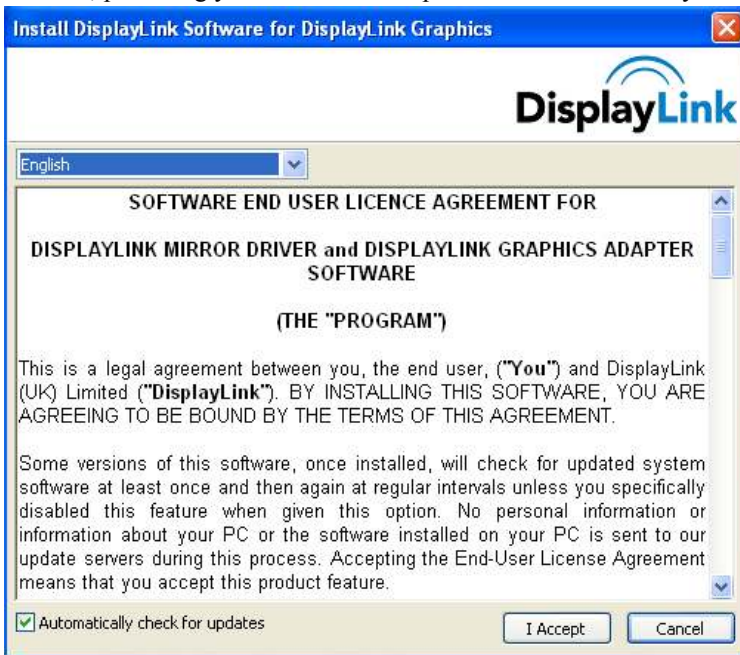 Install DisplayLink Software for DisplayLink Graphics
DisplayLink
English
SOFTWARE END USER LICENCE AGREEMENT FOR
DISPLAYLINK MIRROR DRIVER and DISPLAYLINK GRAPHICS ADAPTER
SOFTWARE
(THE "PROGRAM")
This is a legal agreement between you, the end user, ("You") and DisplayLink
(UK) Limited ("DisplayLink"). BY INSTALLING THIS SOFTWARE, YOU ARE
AGREEING TO BE BOUND BY THE TERMS OF THIS AGREEMENT.
Some versions of this software, once installed, will check for updated system
software at least once and then again at regular intervals unless you specifically
disabled this feature when given this option. No personal information or
information about your PC or the software installed on your PC is sent to our
update servers during this process. Accepting the End-User License Agreement
means that you accept this product feature.
Automatically check for updates
I Accept
Cancel